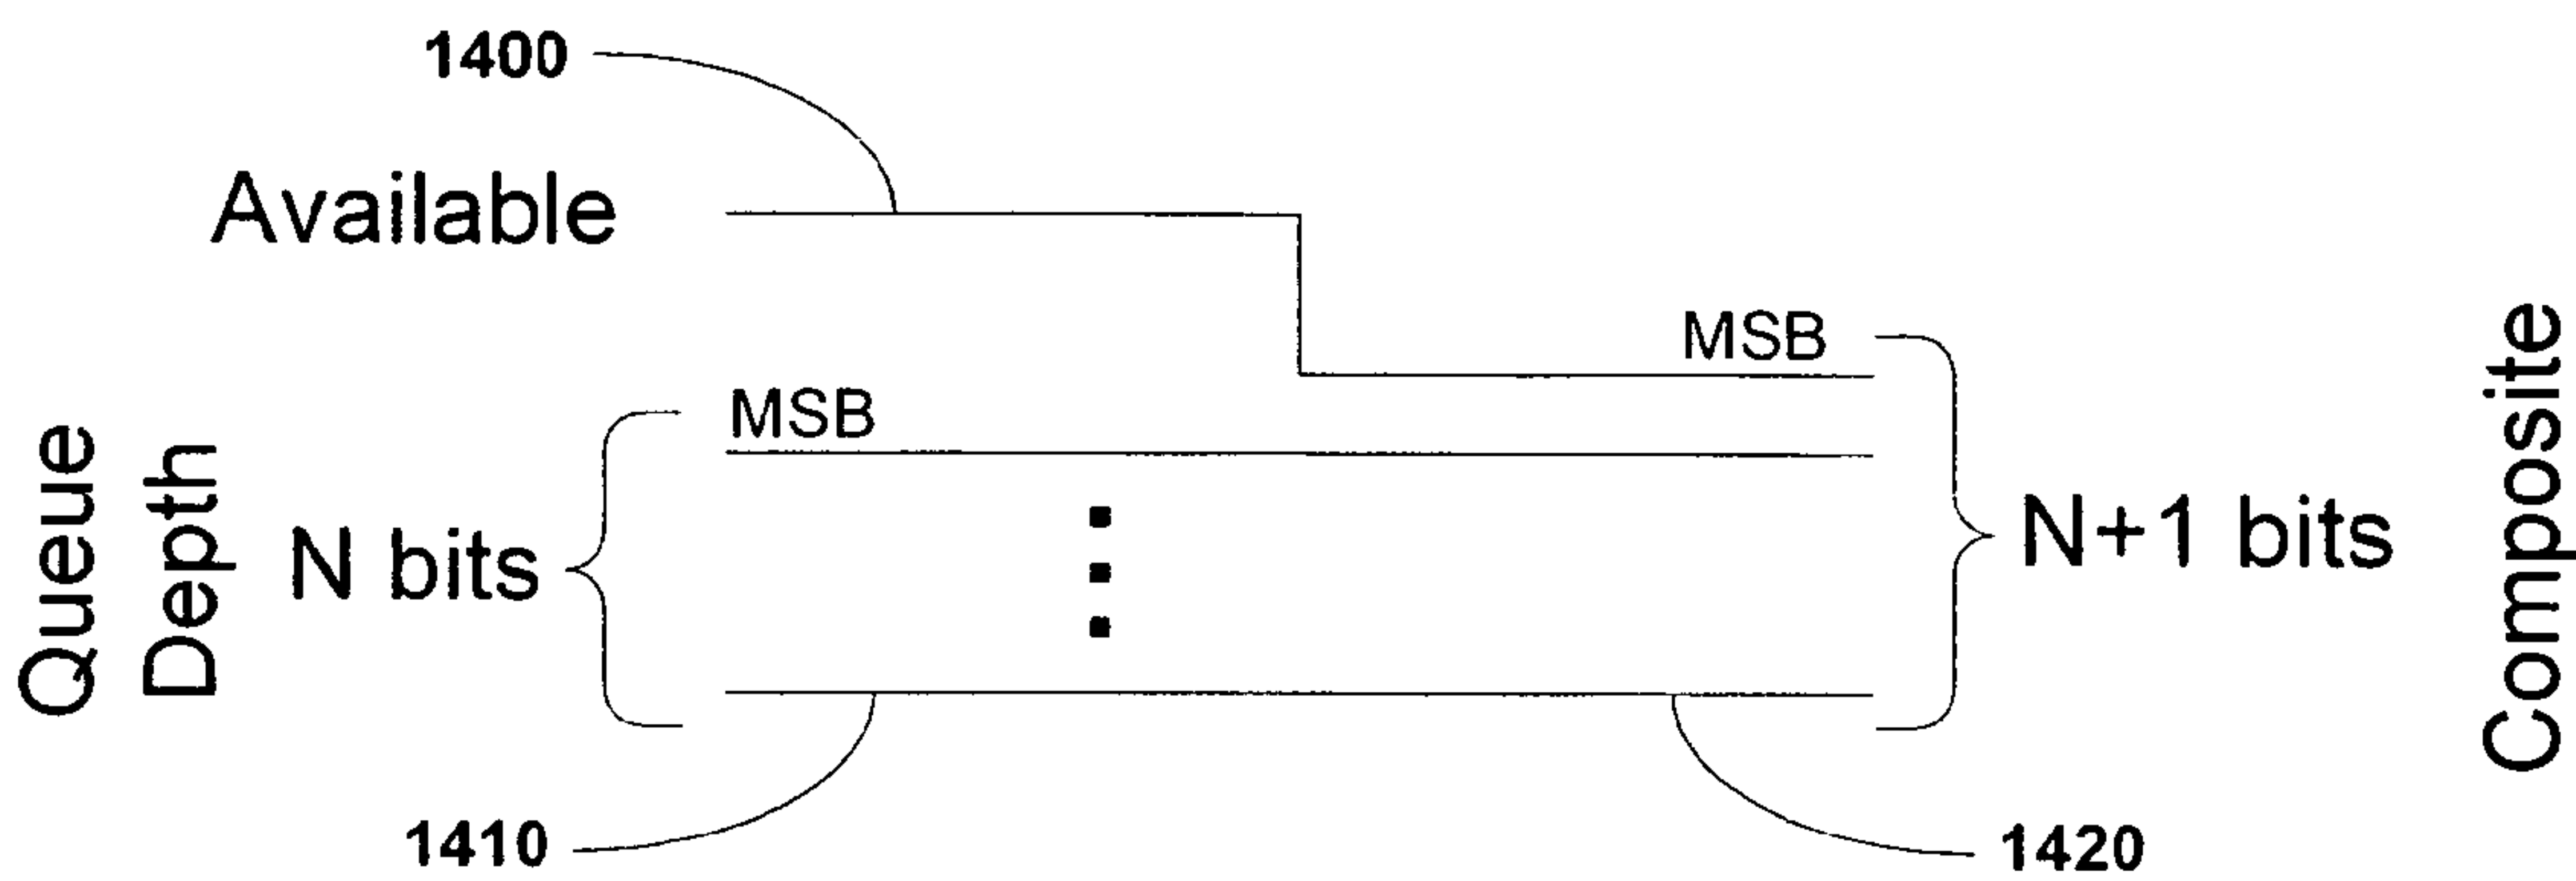 1400
Available
MSB
MSB
Queue
Depth
N bits
N+1 bits
Composite
1410
1420